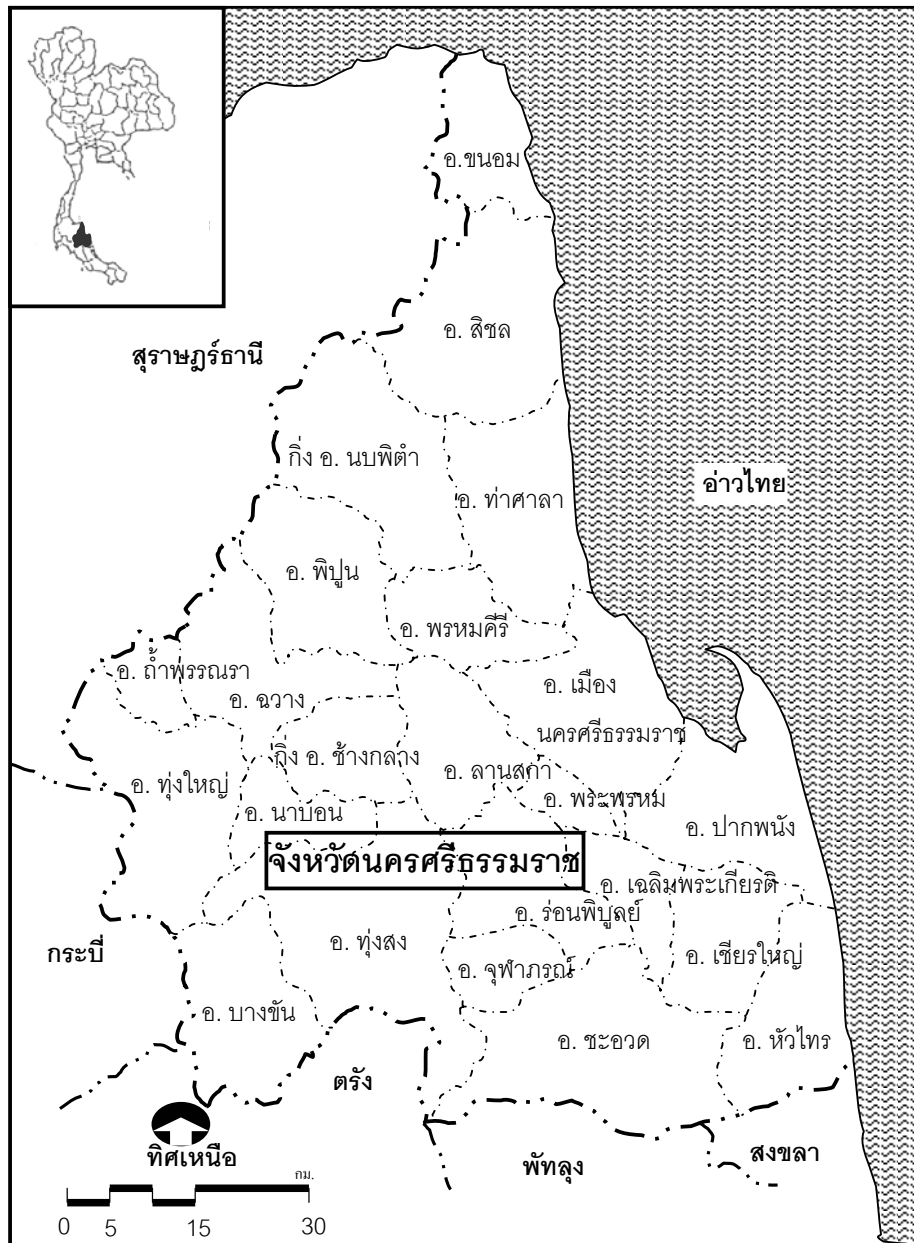 อ.ขนอม
อ. สิชล
สุราษฎร์ธานี
กิ่ง อ. นบพิตำ
อ่าวไทย
อ. ท่าศาลา
อ. พิปูน
อ. พรหมคีรี
อ. ถ้ำพรรณรา
อ. เมือง
นครศรีธรรมราช
อ. ฉวาง
กิ่ง อ. ช้างกลาง
อ. ลานสกา
อ. ทุ่งใหญ่
อ. พระพรหม
อ. นาบอน
อ. ปากพนัง
จังหวัดนครศรีธรรมราช
อ. เฉลิมพระเกียรติ
อ. ร่อนพิบูลย์
กระบี่
อ. ทุ่งสง
อ. เชียรใหญ่
อ. จุฬาภรณ์
อ. บางขัน
อ. ชะอวด
อ. หัวไทร
ตรัง
ทิศเหนือ
พัทลุง
สงขลา
กม.
0 5 15 30